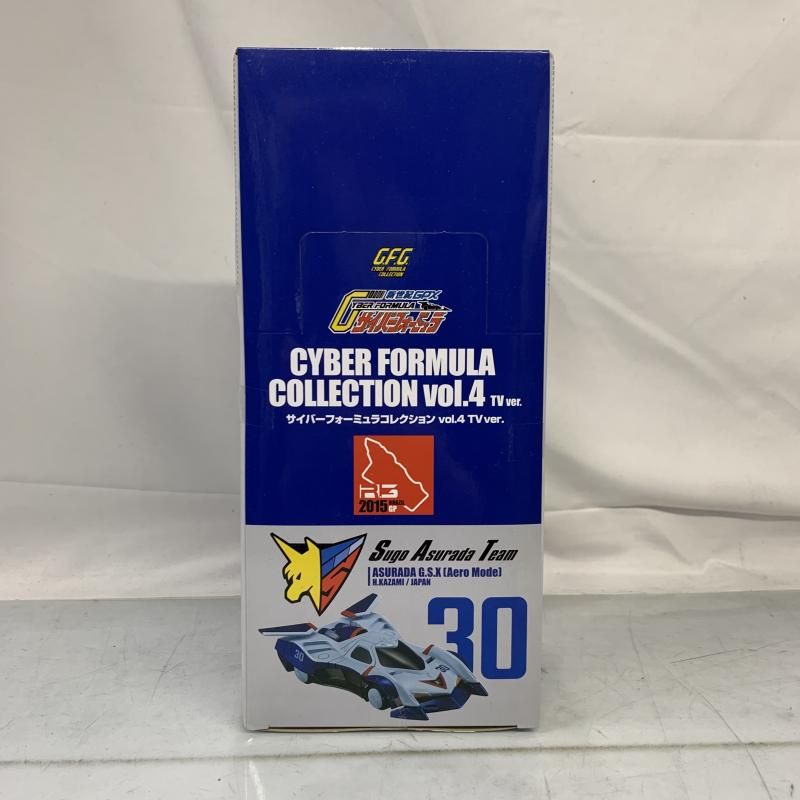 G.F.G.
CYBER FORMULA
COLLECTION
新世紀GPX
CYBER FORMULA
サイバーフォーミュラ
CYBER FORMULA
COLLECTION vol.4 TV ver.
サイバーフォーミュラコレクション vol.4 TV ver.
2015 BRAZIL GP
Sugo Asurada Team
ASURADA G.S.X (Aero Mode)
H.KAZAMI / JAPAN
30
30